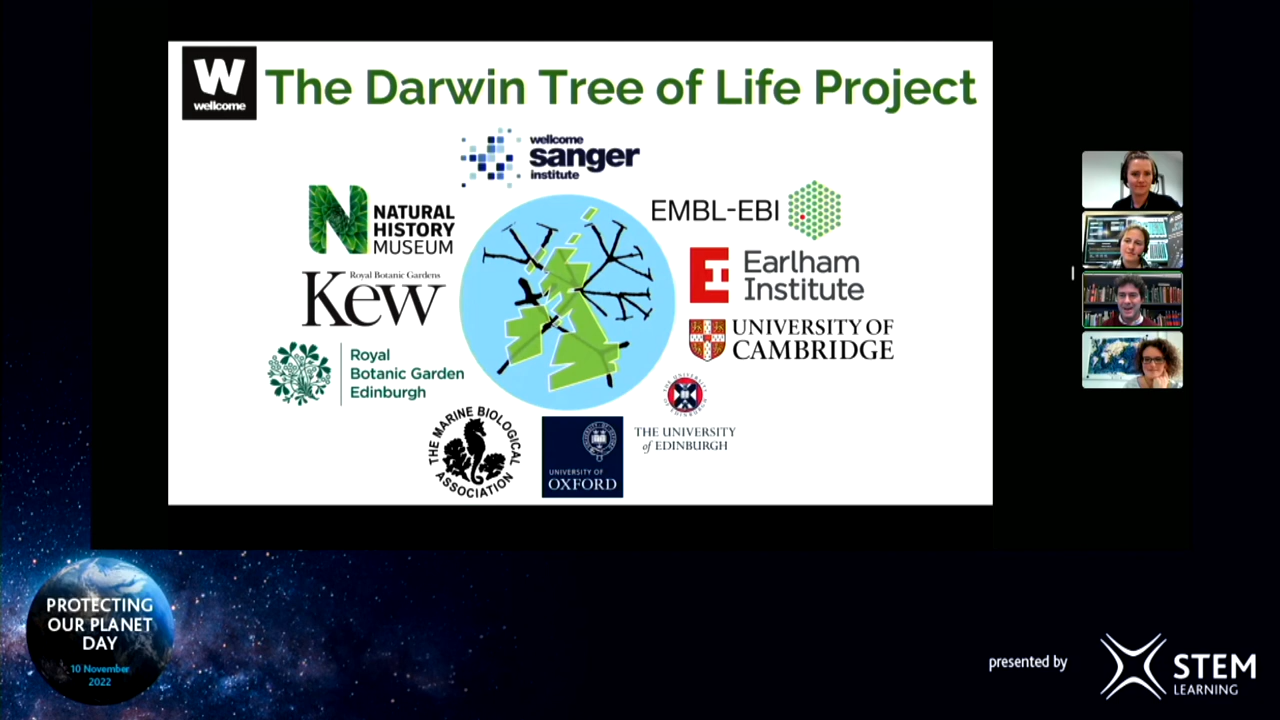 W
wellcome
The Darwin Tree of Life Project
wellcome
sanger
institute
NATURAL
HISTORY
MUSEUM
EMBL-EBI
Royal Botanic Gardens
Kew
Earlham
Institute
UNIVERSITY OF
CAMBRIDGE
Royal
Botanic Garden
Edinburgh
THE MARINE BIOLOGICAL
ASSOCIATION
UNIVERSITY OF
OXFORD
THE UNIVERSITY
of EDINBURGH
PROTECTING
OUR PLANET
DAY
10 November
2022
presented by
STEM
LEARNING